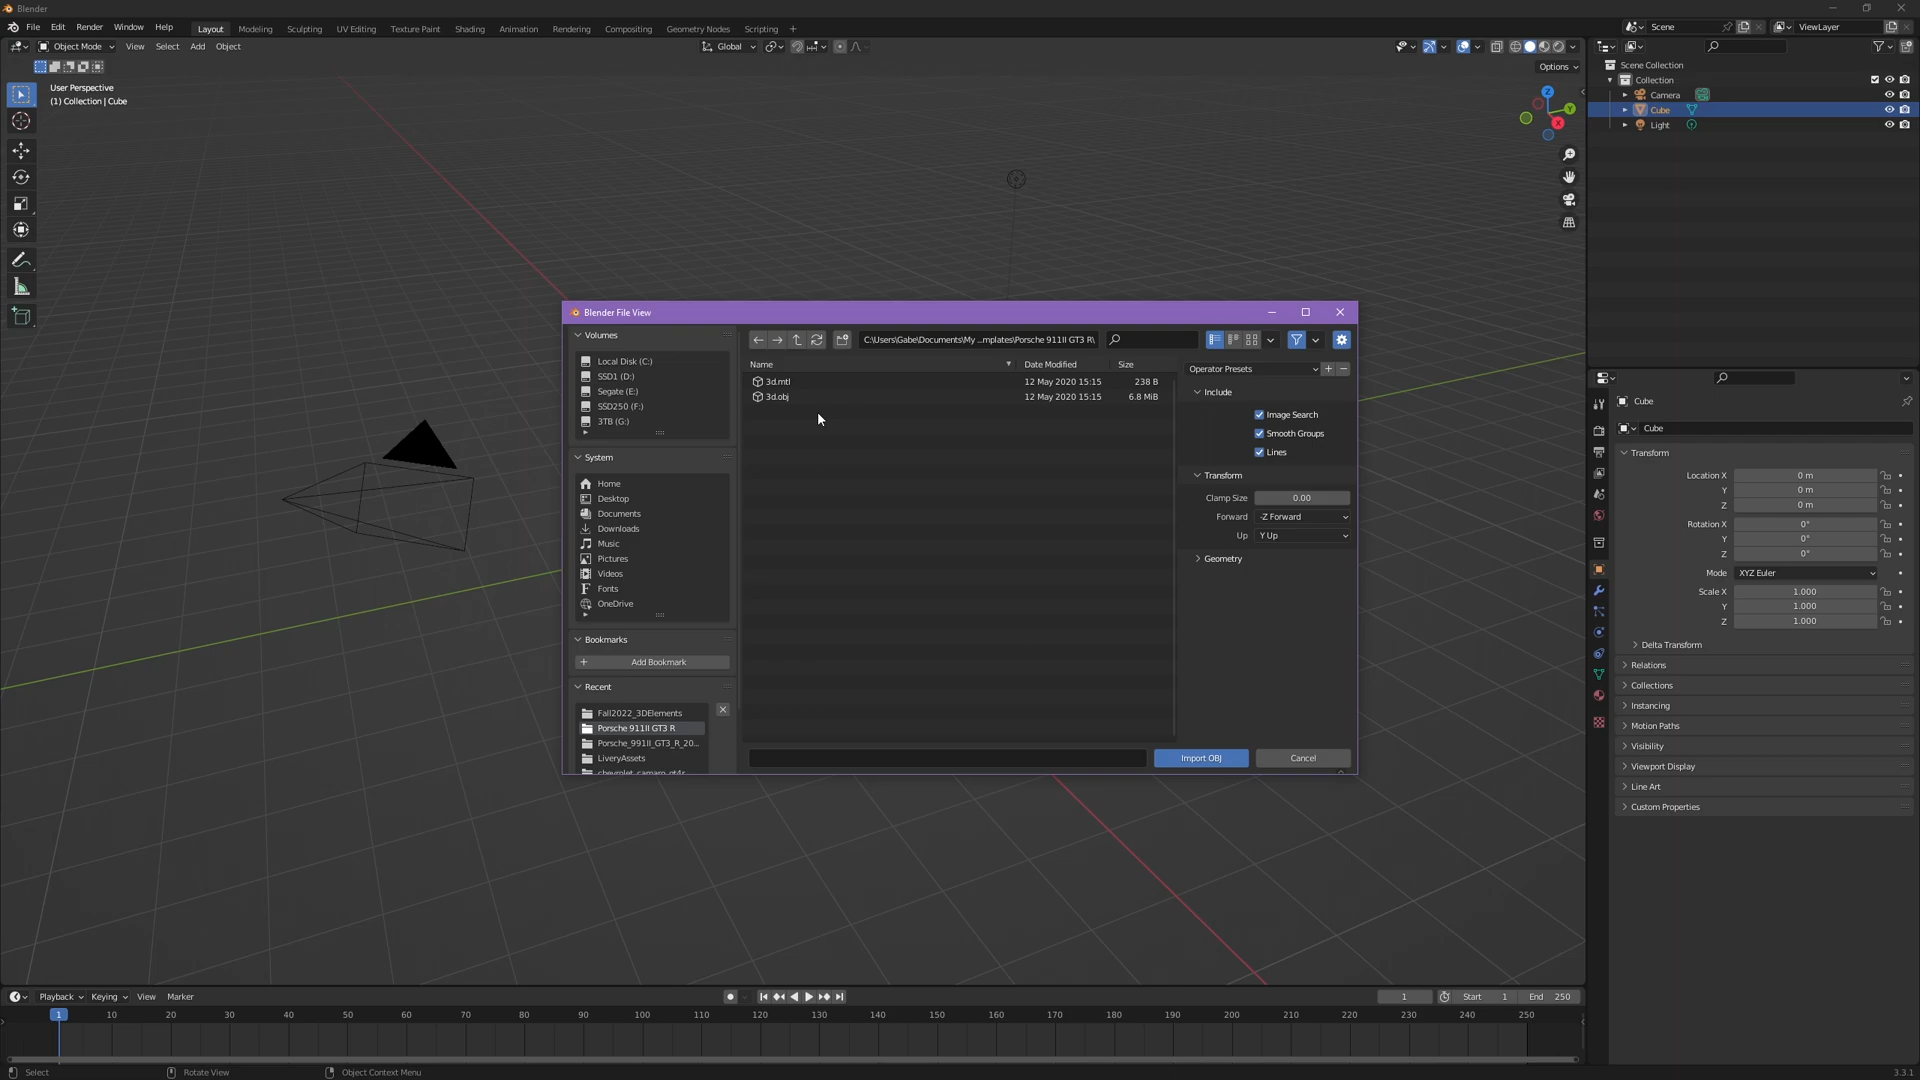 Blender
File Edit Render Window Help Layout Modeling Sculpting UV Editing Texture Paint Shading Animation Rendering Compositing Geometry Nodes Scripting + Scene ViewLayer
Object Mode View Select Add Object Global
Options
User Perspective
(1) Collection | Cube
Z
Y
X
Scene Collection
Collection
Camera
Cube
Light
Blender File View
Volumes
Local Disk (C:)
SSD1 (D:)
Segate (E:)
SSD250 (F:)
3TB (G:)
System
Home
Desktop
Documents
Downloads
Music
Pictures
Videos
Fonts
OneDrive
Bookmarks
Add Bookmark
Recent
Fall2022_3DElements
Porsche 911II GT3 R
Porsche_991II_GT3_R_20...
LiveryAssets
chevrolet_camaro_gt4r
C:\Users\Gabe\Documents\My ...mplates\Porsche 911II GT3 R\
Name Date Modified Size
3d.mtl 12 May 2020 15:15 238 B
3d.obj 12 May 2020 15:15 6.8 MiB
Operator Presets
Include
Image Search
Smooth Groups
Lines
Transform
Clamp Size 0.00
Forward -Z Forward
Up Y Up
Geometry
Import OBJ Cancel
Cube
Cube
Transform
Location X 0 m
Y 0 m
Z 0 m
Rotation X 0°
Y 0°
Z 0°
Mode XYZ Euler
Scale X 1.000
Y 1.000
Z 1.000
Delta Transform
Relations
Collections
Instancing
Motion Paths
Visibility
Viewport Display
Line Art
Custom Properties
Playback Keying View Marker 1 Start 1 End 250
1 10 20 30 40 50 60 70 80 90 100 110 120 130 140 150 160 170 180 190 200 210 220 230 240 250
Select Rotate View Object Context Menu 3.3.1